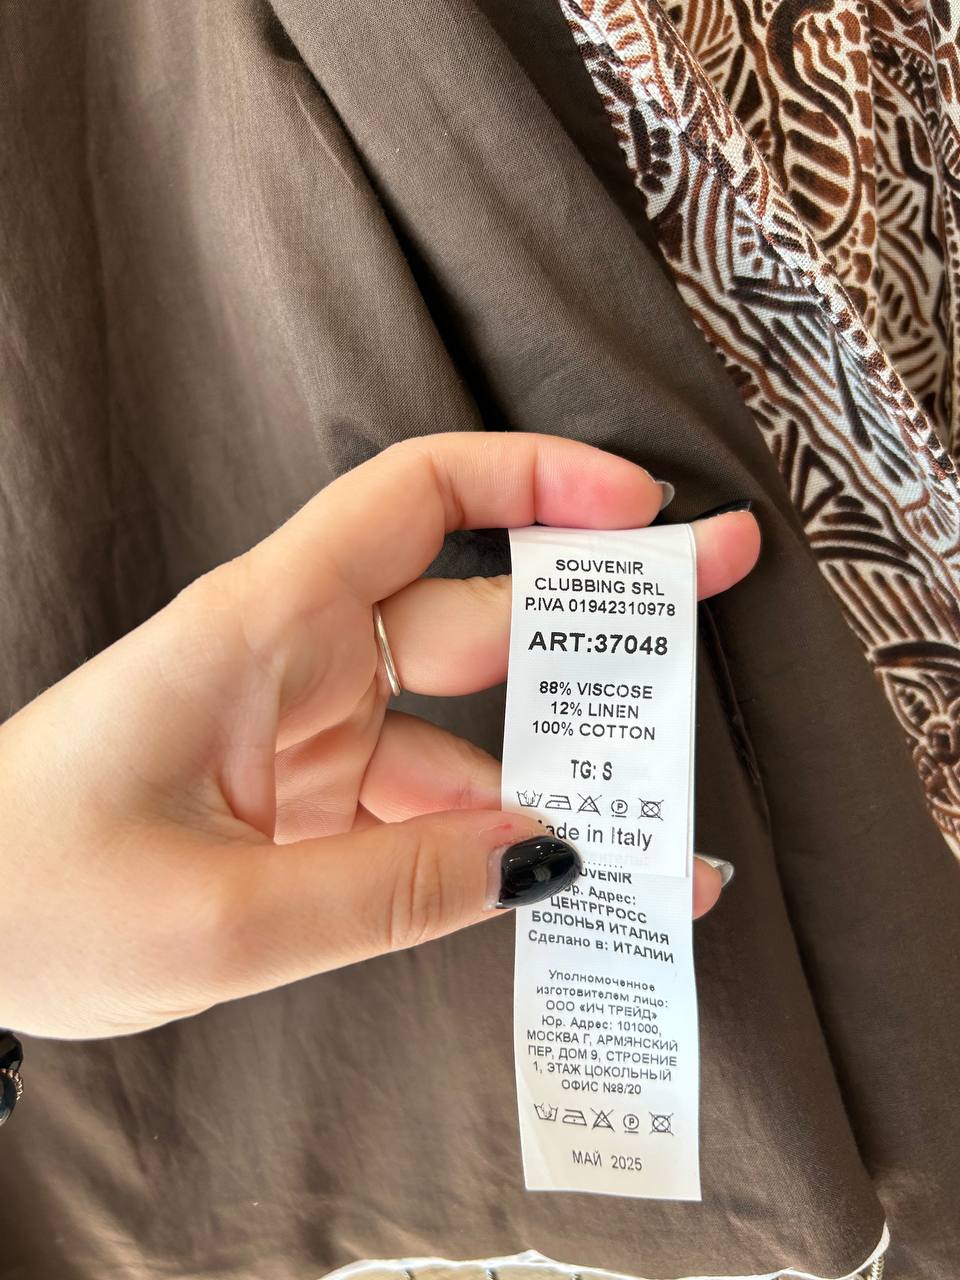 SOUVENIR
CLUBBING SRL
P.IVA 01942310978
ART:37048
88% VISCOSE
12% LINEN
100% COTTON
TG: S
in Italy
Юр. Адрес:
ЦЕНТРГРОСС
БОЛОНЬЯ ИТАЛИЯ
Сделано в: ИТАЛИИ
Уполномоченное
изготовителем лицо:
ООО «ИЧ ТРЕЙД»
Юр. Адрес: 101000,
МОСКВА Г, АРМЯНСКИЙ
ПЕР, ДОМ 9, СТРОЕНИЕ
1, ЭТАЖ ЦОКОЛЬНЫЙ
ОФИС №8/20
МАЙ 2025